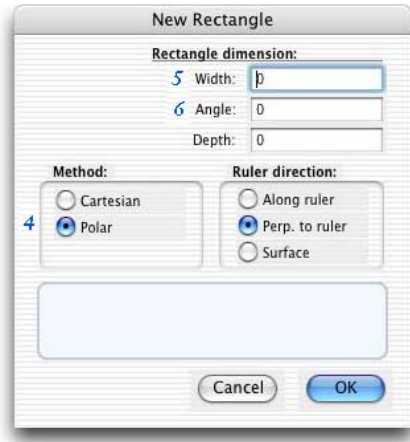 New Rectangle
Rectangle dimension:
5 Width: 0
6 Angle: 0
Depth: 0
Method: Ruler direction:
Cartesian Along ruler
4 Polar Perp. to ruler
Surface
Cancel OK